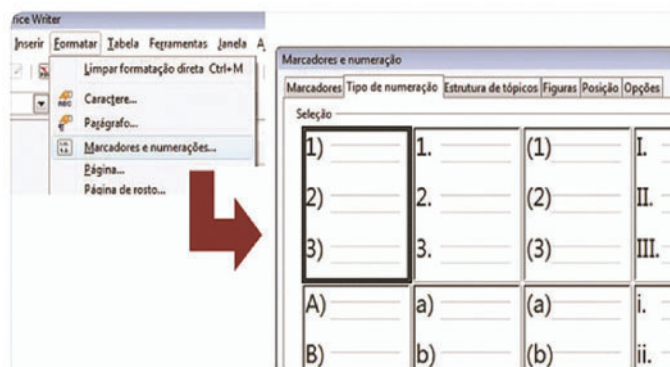 rice Writer
Inserir Formatar Tabela Ferramentas Janela A
Limpar formatação direta Ctrl+M
Caractere...
Parágrafo...
Marcadores e numerações...
Página...
Página de rosto...
Marcadores e numeração
Marcadores Tipo de numeração Estrutura de tópicos Figuras Posição Opções
Seleção
1) 1. (1) I.
2) 2. (2) II.
3) 3. (3) III.
A) a) (a) i.
B) b) (b) ii.